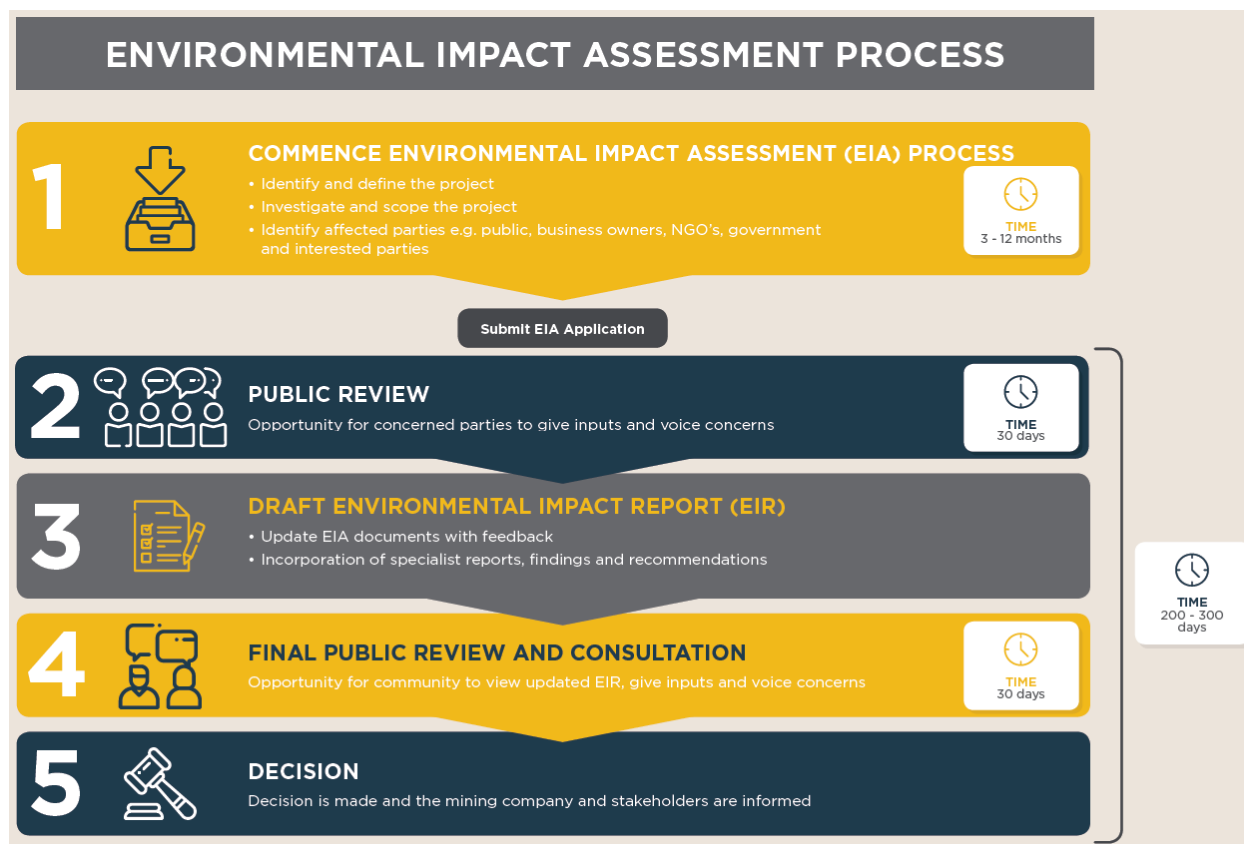 ENVIRONMENTAL IMPACT ASSESSMENT PROCESS
1
COMMENCE ENVIRONMENTAL IMPACT ASSESSMENT (EIA) PROCESS
• Identify and define the project
• Investigate and scope the project
• Identify affected parties e.g. public, business owners, NGO's, government
and interested parties
TIME
3 - 12 months
Submit EIA Application
2
PUBLIC REVIEW
Opportunity for concerned parties to give inputs and voice concerns
TIME
30 days
3
DRAFT ENVIRONMENTAL IMPACT REPORT (EIR)
• Update EIA documents with feedback
• Incorporation of specialist reports, findings and recommendations
4
FINAL PUBLIC REVIEW AND CONSULTATION
Opportunity for community to view updated EIR, give inputs and voice concerns
TIME
30 days
5
DECISION
Decision is made and the mining company and stakeholders are informed
TIME
200 - 300
days